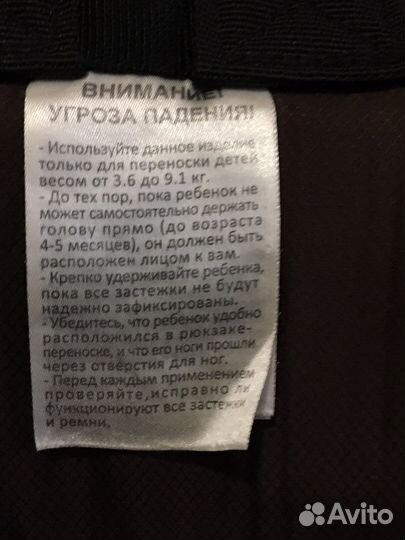 ВНИМАНИЕ!
УГРОЗА ПАДЕНИЯ!
- Используйте данное изделие
только для переноски детей
весом от 3.6 до 9.1 кг.
- До тех пор, пока ребенок не
может самостоятельно держать
голову прямо (до возраста
4-5 месяцев), он должен быть
расположен лицом к вам.
- Крепко удерживайте ребенка,
пока все застежки не будут
надежно зафиксированы.
- Убедитесь, что ребенок удобно
расположился в рюкзаке-
переноске, и что его ноги прошли
через отверстия для ног.
- Перед каждым применением
проверяйте,исправно ли
функционируют все застежки
и ремни.
Avito